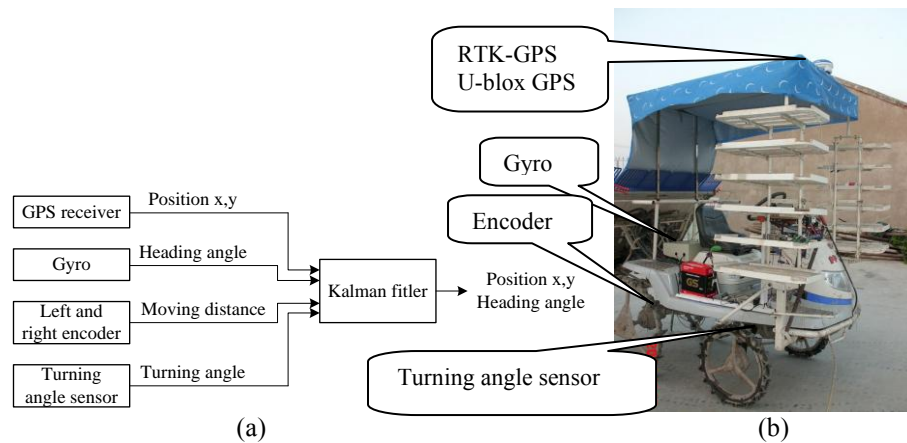 RTK-GPS
U-blox GPS
Gyro
Encoder
Turning angle sensor
GPS receiver
Position x,y
Gyro
Heading angle
Left and
right encoder
Moving distance
Turning
angle sensor
Turning angle
Kalman fitler
Position x,y
Heading angle
(a)
(b)
GS